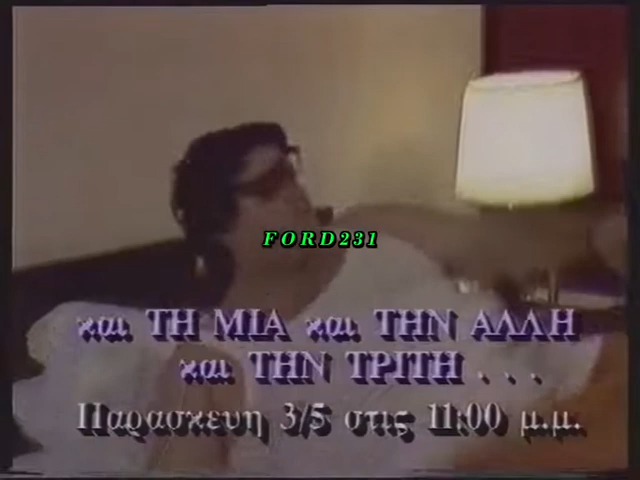 FORD231
και ΤΗ ΜΙΑ και ΤΗΝ ΑΛΛΗ
και ΤΗΝ ΤΡΙΤΗ . . .
Παρασκευη 3/5 στις 11:00 μ.μ.